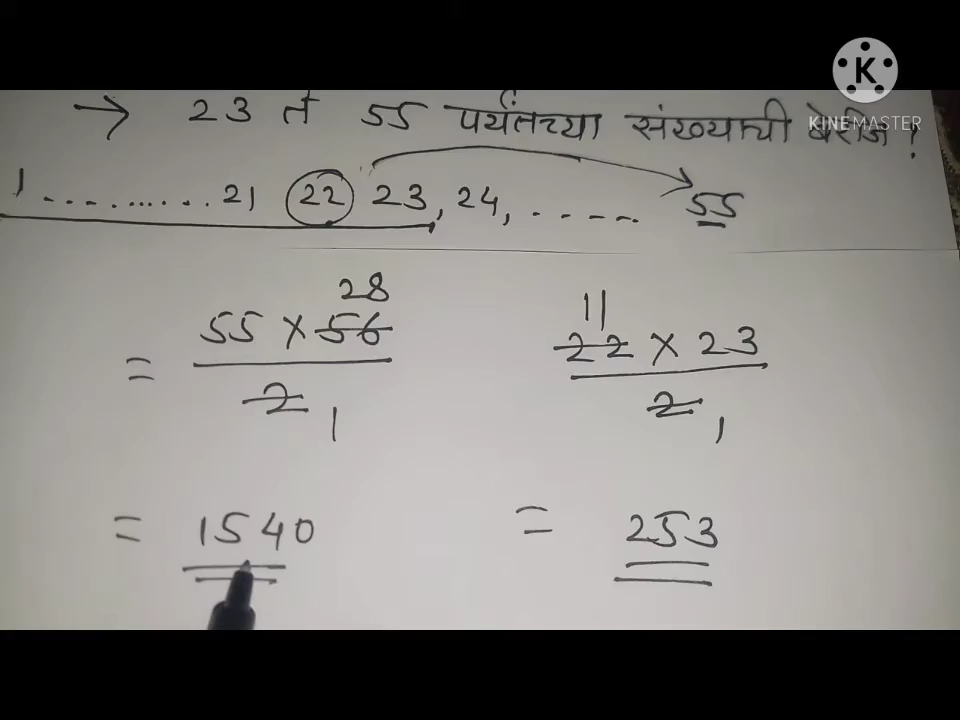 K
KINEMASTER
→ 23 ते 55 पर्यंतच्या संख्याची बेरीज ?
1 ........... 21 22 23, 24, ..... 55
28 11
= 55 × 56 22 × 23
2 1 2 1
= 1540 = 253